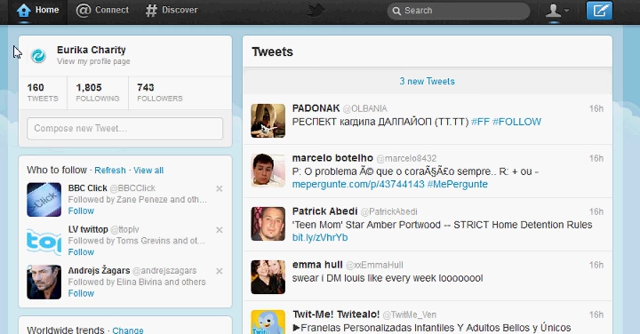 Home @ Connect # Discover Search
Eurika Charity
View my profile page
160 1,805 743
TWEETS FOLLOWING FOLLOWERS
Compose new Tweet...
Who to follow · Refresh · View all
BBC Click @BBCClick
Followed by Zane Peneze and oth...
Follow
LV twittop @ttoplv
Followed by Toms Grevins and ot...
Follow
Andrejs Žagars @andrejszagars
Followed by Elina Bivina and others
Follow
Worldwide trends · Change
Tweets
3 new Tweets
PADONAK @OLBANIA 16h
РЕСПЕКТ кагдила ДАЛПАЙОП (ТТ.ТТ) #FF #FOLLOW
marcelo botelho @marcelo8432 16h
P: O problema Ã© que o coraÃ§Ã£o sempre.. R: + ou -
mepergunte.com/p/43744143 #MePergunte
Patrick Abedi @PatrickAbedi 16h
'Teen Mom' Star Amber Portwood -- STRICT Home Detention Rules
bit.ly/zVhrYb
emma hull @xxEmmaHull 16h
swear i DM louis like every week looooool!
Twit-Me! Twitealo! @TwitMe_Ven 16h
►Franelas Personalizadas Infantiles Y Adultos Bellos y Únicos